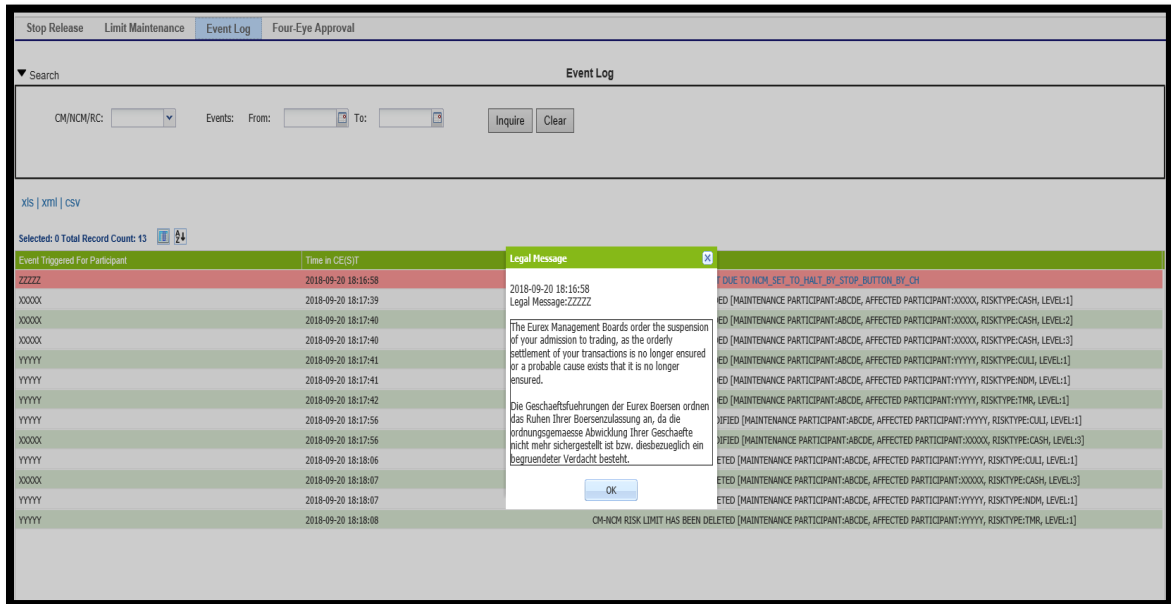 Stop Release Limit Maintenance Event Log Four-Eye Approval
Search Event Log
CM/NCM/RC: Events: From: To: Inquire Clear
xls | xml | csv
Selected: 0 Total Record Count: 13
Event Triggered For Participant Time in CE(S)T
ZZZZZ 2018-09-20 18:16:58 DUE TO NCM_SET_TO_HALT_BY_STOP_BUTTON_BY_CH
XXXXX 2018-09-20 18:17:39 [MAINTENANCE PARTICIPANT:ABCDE, AFFECTED PARTICIPANT:XXXXX, RISKTYPE:CASH, LEVEL:1]
XXXXX 2018-09-20 18:17:40 [MAINTENANCE PARTICIPANT:ABCDE, AFFECTED PARTICIPANT:XXXXX, RISKTYPE:CASH, LEVEL:2]
XXXXX 2018-09-20 18:17:40 [MAINTENANCE PARTICIPANT:ABCDE, AFFECTED PARTICIPANT:XXXXX, RISKTYPE:CASH, LEVEL:3]
YYYYY 2018-09-20 18:17:41 [MAINTENANCE PARTICIPANT:ABCDE, AFFECTED PARTICIPANT:YYYYY, RISKTYPE:CULI, LEVEL:1]
YYYYY 2018-09-20 18:17:41 [MAINTENANCE PARTICIPANT:ABCDE, AFFECTED PARTICIPANT:YYYYY, RISKTYPE:NDM, LEVEL:1]
YYYYY 2018-09-20 18:17:42 [MAINTENANCE PARTICIPANT:ABCDE, AFFECTED PARTICIPANT:YYYYY, RISKTYPE:TMR, LEVEL:1]
YYYYY 2018-09-20 18:17:56 [MAINTENANCE PARTICIPANT:ABCDE, AFFECTED PARTICIPANT:YYYYY, RISKTYPE:CULI, LEVEL:1]
XXXXX 2018-09-20 18:17:56 [MAINTENANCE PARTICIPANT:ABCDE, AFFECTED PARTICIPANT:XXXXX, RISKTYPE:CASH, LEVEL:3]
YYYYY 2018-09-20 18:18:06 [MAINTENANCE PARTICIPANT:ABCDE, AFFECTED PARTICIPANT:YYYYY, RISKTYPE:CULI, LEVEL:1]
XXXXX 2018-09-20 18:18:07 [MAINTENANCE PARTICIPANT:ABCDE, AFFECTED PARTICIPANT:XXXXX, RISKTYPE:CASH, LEVEL:3]
YYYYY 2018-09-20 18:18:07 [MAINTENANCE PARTICIPANT:ABCDE, AFFECTED PARTICIPANT:YYYYY, RISKTYPE:NDM, LEVEL:1]
YYYYY 2018-09-20 18:18:08 CM-NCM RISK LIMIT HAS BEEN DELETED [MAINTENANCE PARTICIPANT:ABCDE, AFFECTED PARTICIPANT:YYYYY, RISKTYPE:TMR, LEVEL:1]
Legal Message
2018-09-20 18:16:58
Legal Message:ZZZZZ
The Eurex Management Boards order the suspension
of your admission to trading, as the orderly
settlement of your transactions is no longer ensured
or a probable cause exists that it is no longer
ensured.
Die Geschaeftsfuehrungen der Eurex Boersen ordnen
das Ruhen Ihrer Boersenzulassung an, da die
ordnungsgemaesse Abwicklung Ihrer Geschaefte
nicht mehr sichergestellt ist bzw. diesbezueglich ein
begruendeter Verdacht besteht.
OK